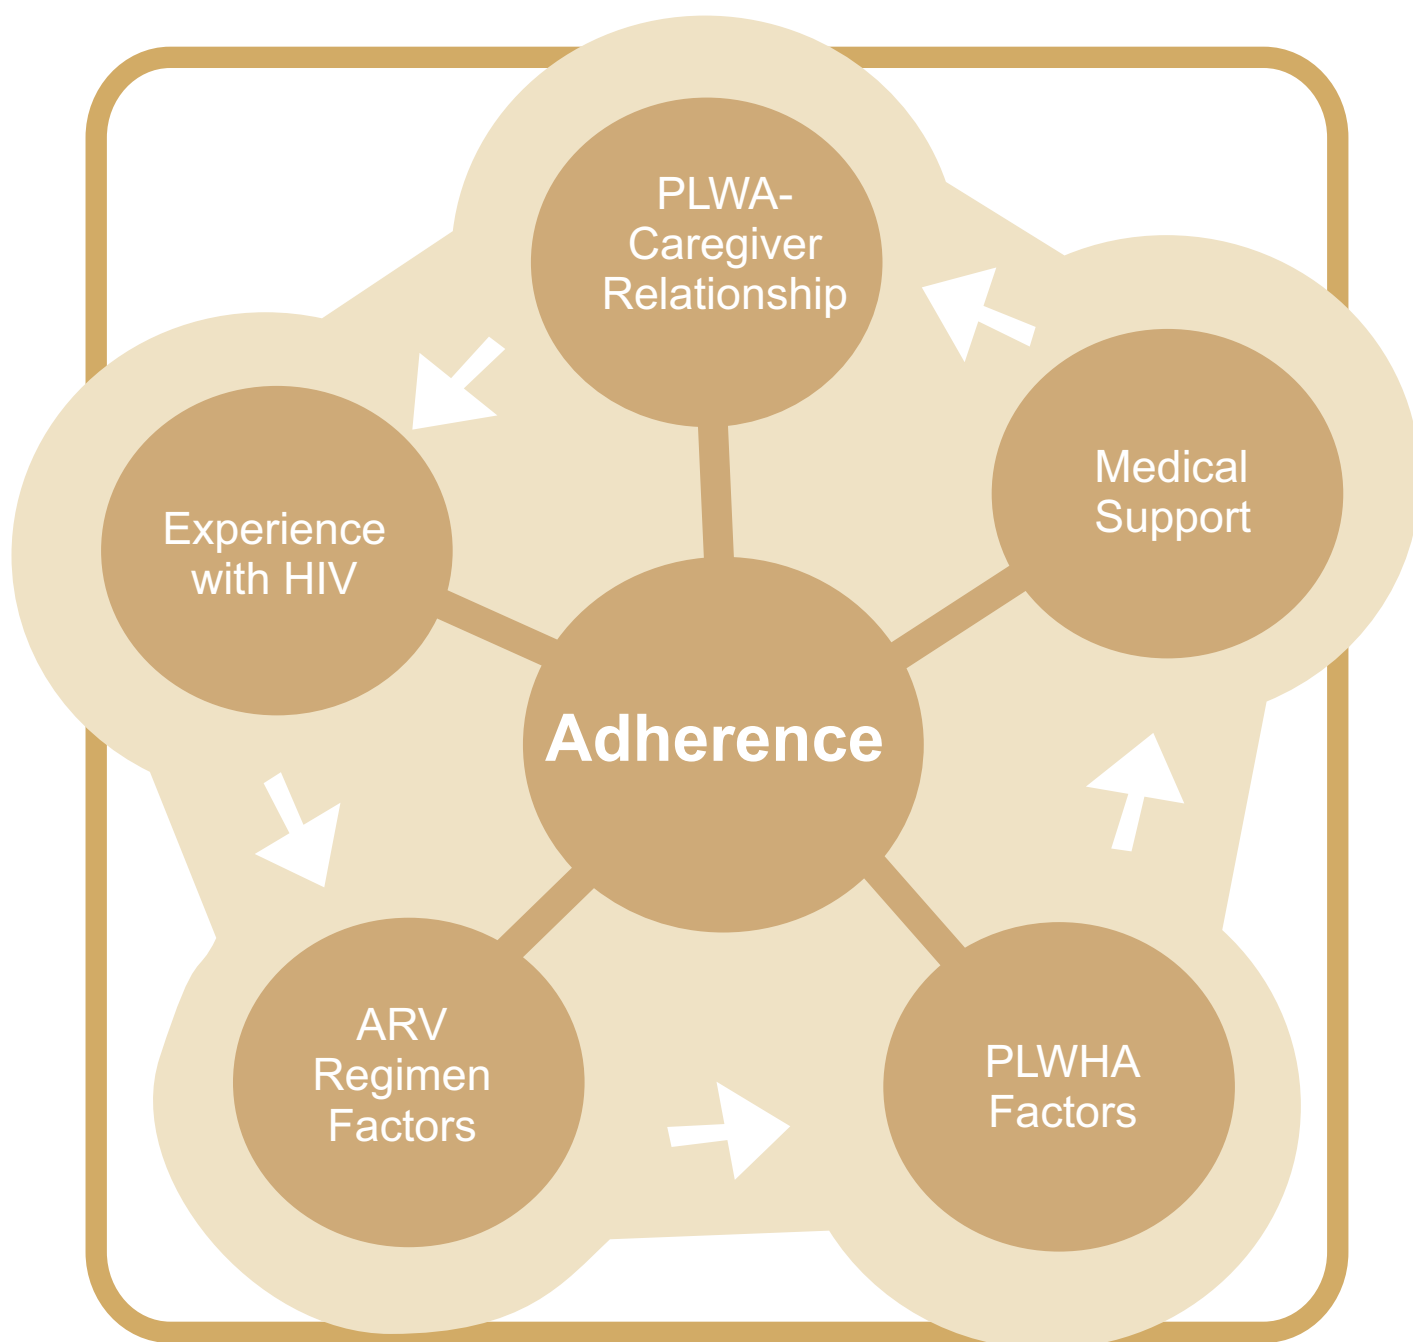 PLWA-
Caregiver
Relationship
Medical
Support
Experience
with HIV
Adherence
ARV
Regimen
Factors
PLWHA
Factors